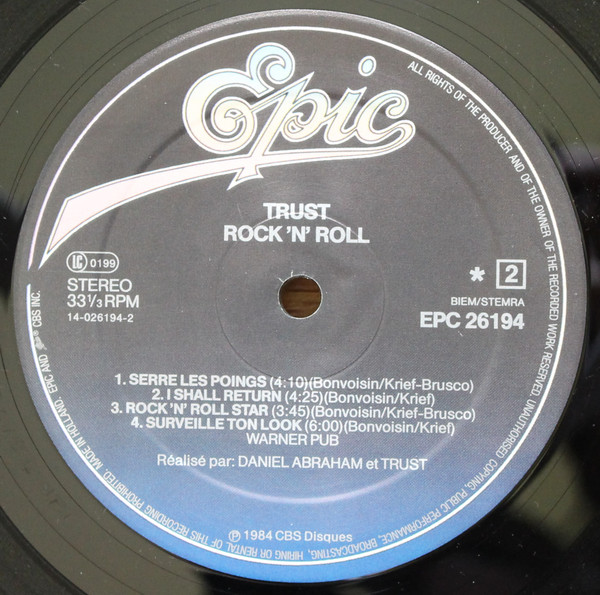 Epic
TRUST
ROCK 'N' ROLL
LC 0199
STEREO
33 1/3 RPM
14-026194-2
* 2
BIEM/STEMRA
EPC 26194
1. SERRE LES POINGS (4:10)(Bonvoisin/Krief-Brusco)
2. I SHALL RETURN (4:25)(Bonvoisin/Krief)
3. ROCK 'N' ROLL STAR (3:45)(Bonvoisin/Krief-Brusco)
4. SURVEILLE TON LOOK (6:00)(Bonvoisin/Krief)
WARNER PUB
Réalisé par: DANIEL ABRAHAM et TRUST
℗ 1984 CBS Disques
ALL RIGHTS OF THE PRODUCER AND OF THE OWNER OF THE RECORDED WORK RESERVED. UNAUTHORISED COPYING, PUBLIC PERFORMANCE, BROADCASTING, HIRING OR RENTAL OF THIS RECORDING PROHIBITED. MADE IN HOLLAND. EPIC AND CBS INC.